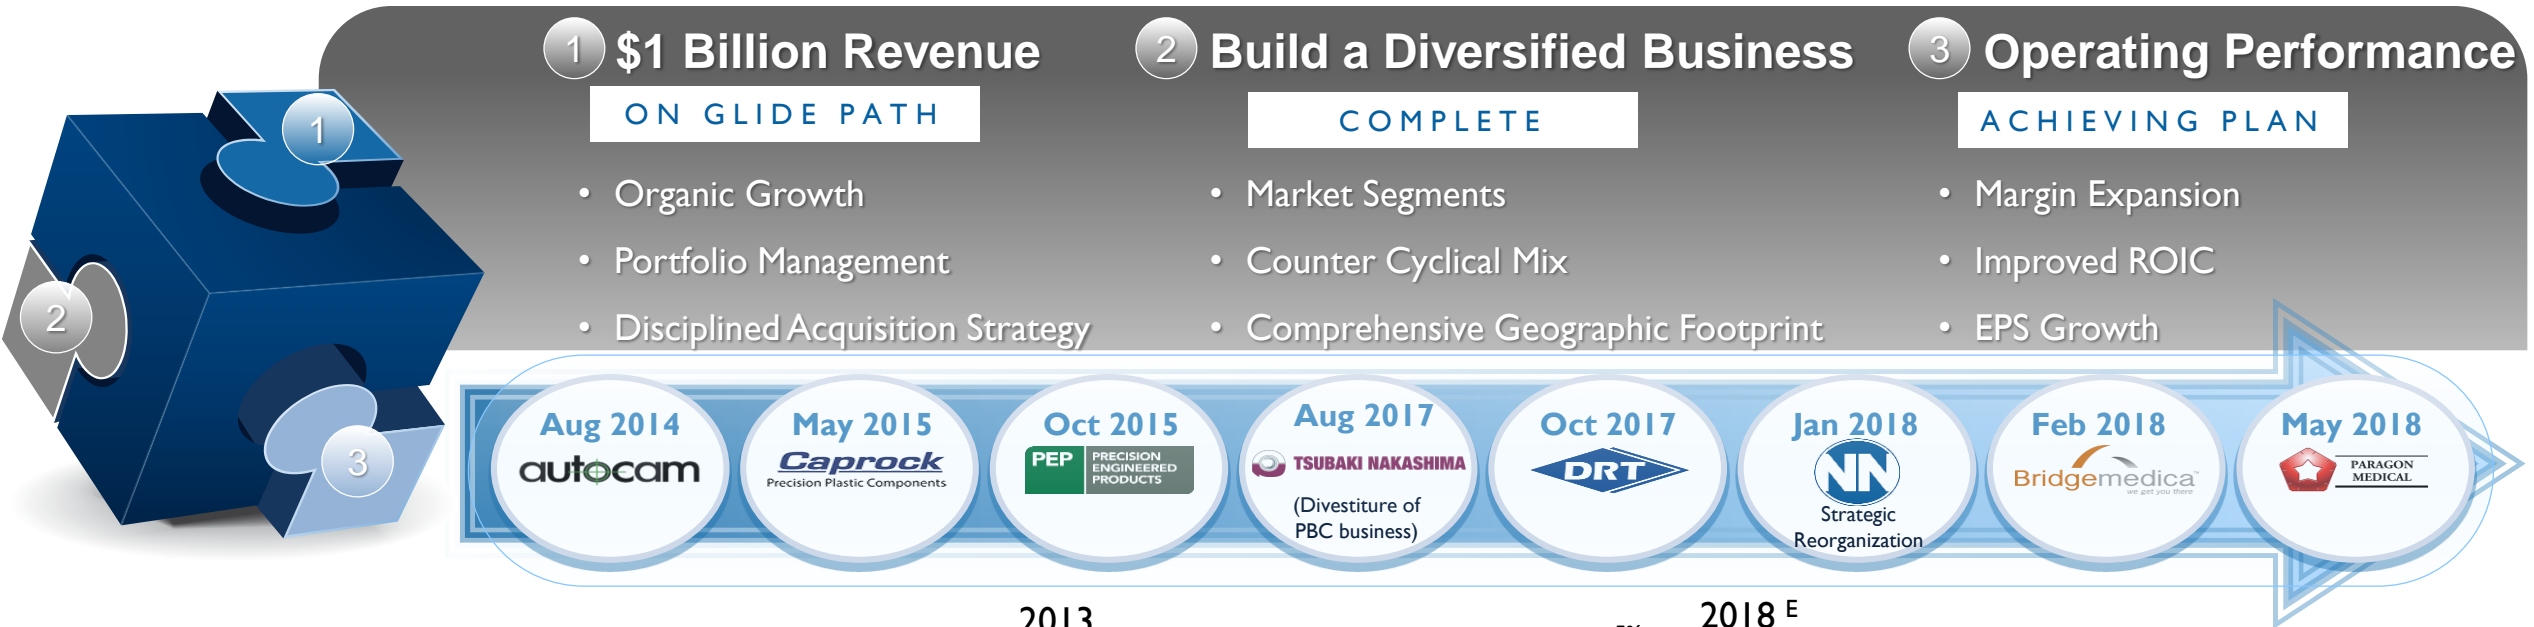 1 $1 Billion Revenue
ON GLIDE PATH
• Organic Growth
• Portfolio Management
• Disciplined Acquisition Strategy
2 Build a Diversified Business
COMPLETE
• Market Segments
• Counter Cyclical Mix
• Comprehensive Geographic Footprint
3 Operating Performance
ACHIEVING PLAN
• Margin Expansion
• Improved ROIC
• EPS Growth
1
2
3
Aug 2014
autocam
May 2015
Caprock
Precision Plastic Components
Oct 2015
PEP
PRECISION
ENGINEERED
PRODUCTS
Aug 2017
TSUBAKI NAKASHIMA
(Divestiture of
PBC business)
Oct 2017
DRT
Jan 2018
NN
Strategic
Reorganization
Feb 2018
Bridgemedica™
we get you there
May 2018
PARAGON
MEDICAL
2013
2018 E